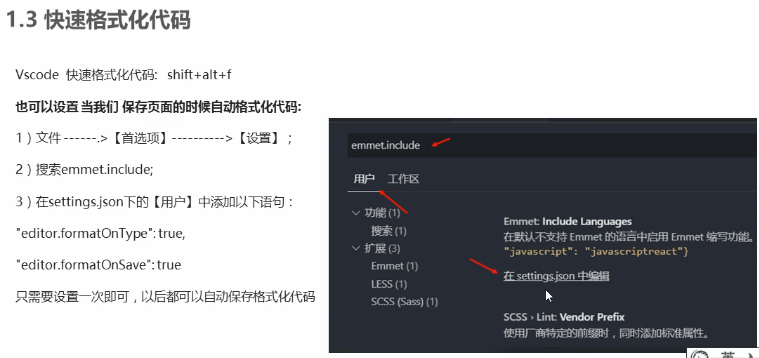 1.3 快速格式化代码
Vscode 快速格式化代码: shift+alt+f
也可以设置 当我们 保存页面的时候自动格式化代码:
1）文件 ------.>【首选项】---------->【设置】；
2）搜索emmet.include;
3）在settings.json下的【用户】中添加以下语句：
"editor.formatOnType": true,
"editor.formatOnSave": true
只需要设置一次即可，以后都可以自动保存格式化代码
emmet.include
用户 工作区
功能 (1)
搜索 (1)
扩展 (3)
Emmet (1)
LESS (1)
SCSS (Sass) (1)
Emmet: Include Languages
在默认不支持 Emmet 的语言中启用 Emmet 缩写功能。
"javascript": "javascriptreact"}
在 settings.json 中编辑
SCSS › Lint: Vendor Prefix
使用厂商特定的前缀时，同时添加标准属性。
英